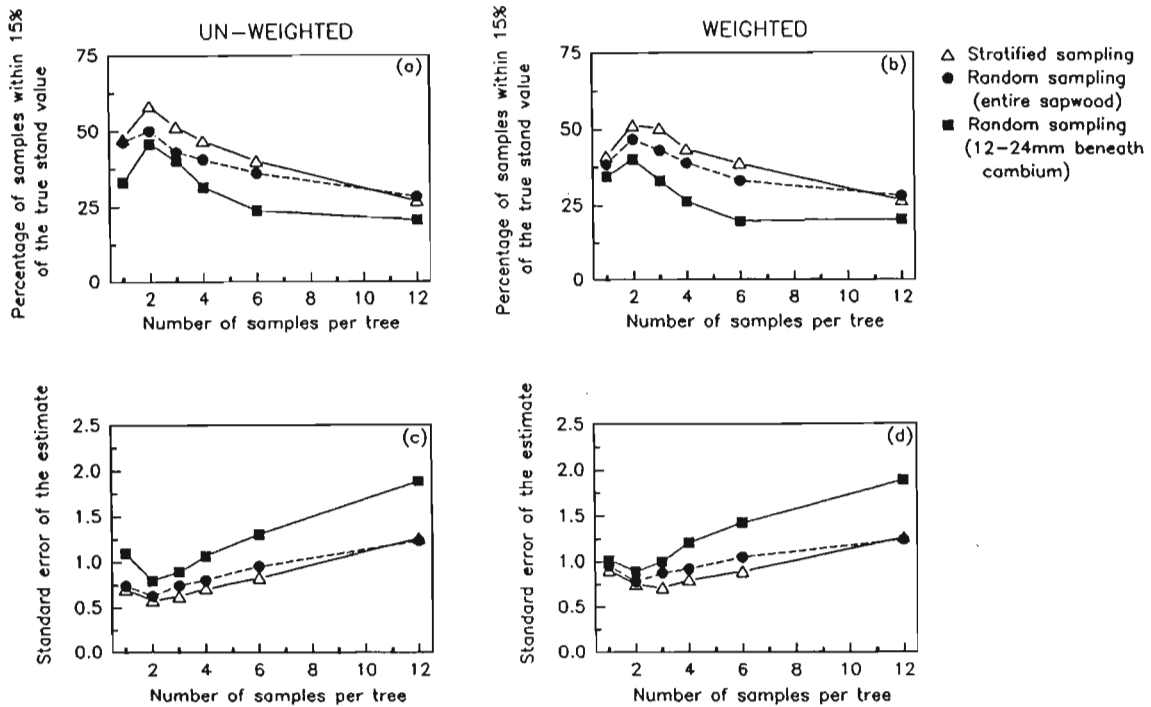 UN-WEIGHTED
Percentage of samples within 15%
of the true stand value
75
50
25
0
(a)
2 4 6 8 10 12
Number of samples per tree
WEIGHTED
Percentage of samples within 15%
of the true stand value
75
50
25
0
(b)
2 4 6 8 10 12
Number of samples per tree
Stratified sampling
Random sampling
(entire sapwood)
Random sampling
(12-24mm beneath
cambium)
Standard error of the estimate
2.5
2.0
1.5
1.0
0.5
0.0
(c)
2 4 6 8 10 12
Number of samples per tree
Standard error of the estimate
2.5
2.0
1.5
1.0
0.5
0.0
(d)
2 4 6 8 10 12
Number of samples per tree